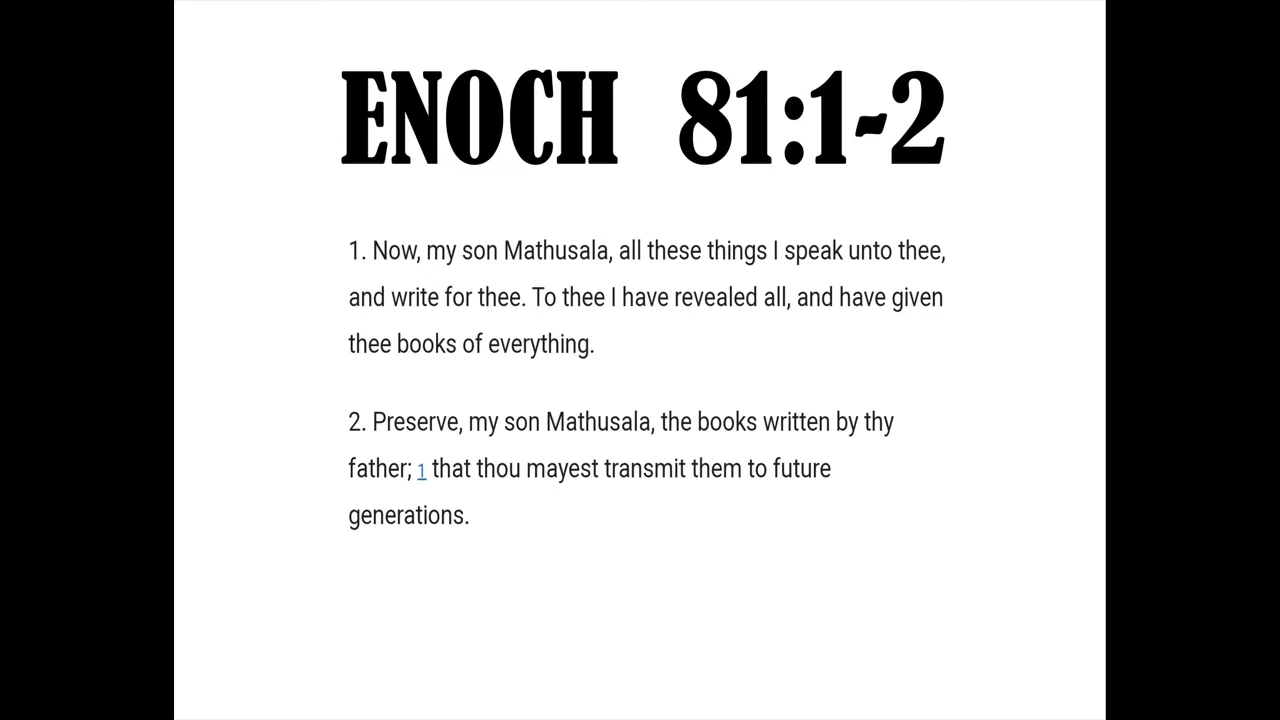 ENOCH 81:1-2
1. Now, my son Mathusala, all these things I speak unto thee,
and write for thee. To thee I have revealed all, and have given
thee books of everything.
2. Preserve, my son Mathusala, the books written by thy
father; 1 that thou mayest transmit them to future
generations.